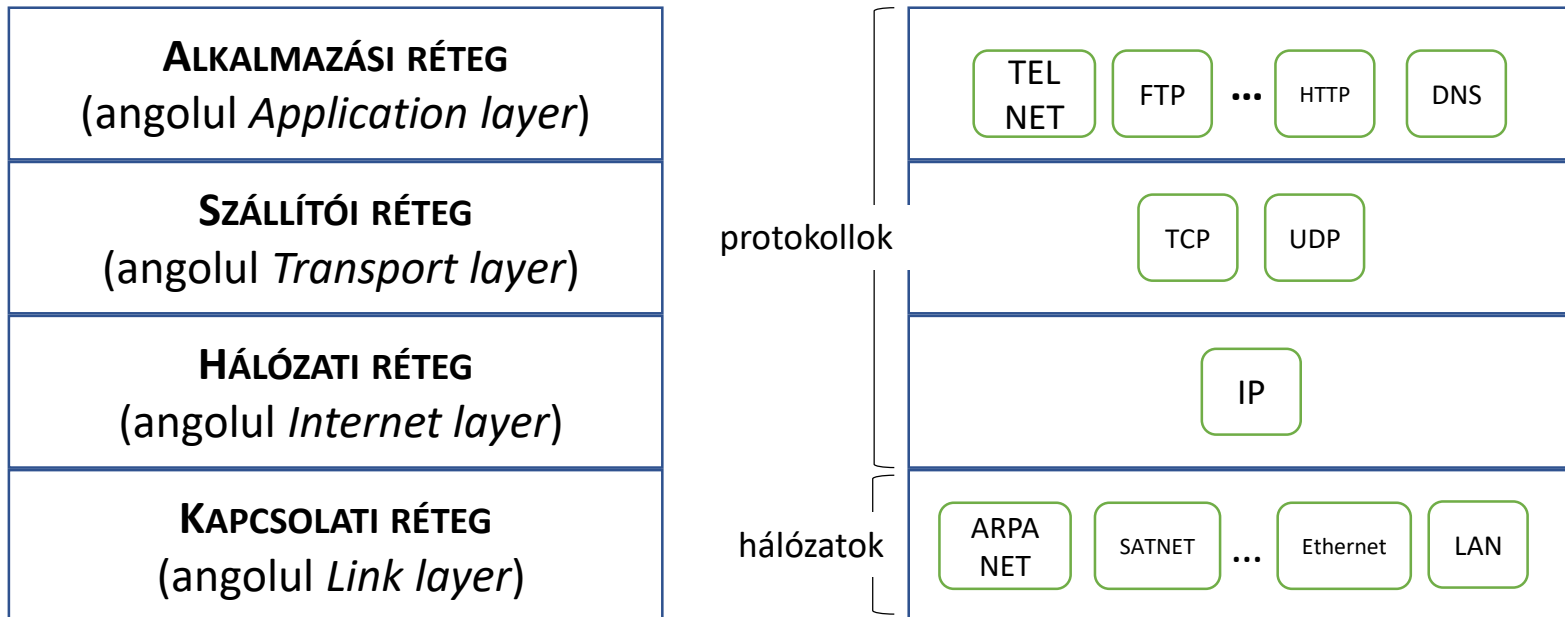 ALKALMAZÁSI RÉTEG
(angolul Application layer)
TEL
NET
FTP
...
HTTP
DNS
SZÁLLÍTÓI RÉTEG
(angolul Transport layer)
protokollok
TCP
UDP
HÁLÓZATI RÉTEG
(angolul Internet layer)
IP
KAPCSOLATI RÉTEG
(angolul Link layer)
hálózatok
ARPA
NET
SATNET
...
Ethernet
LAN